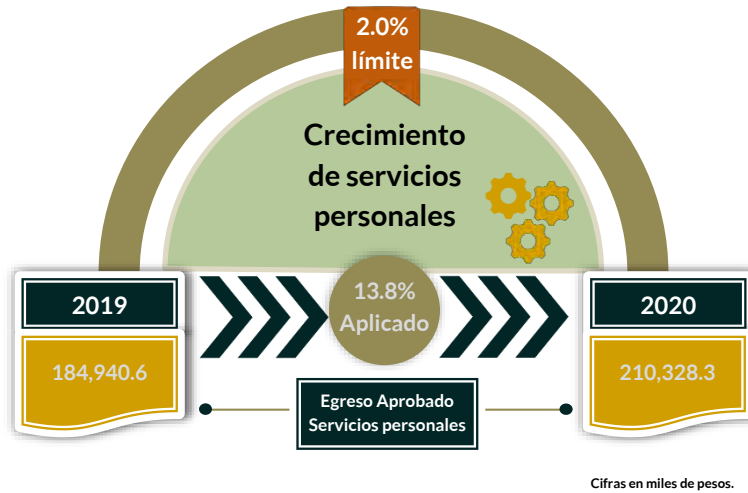 2.0%
límite
Crecimiento
de servicios
personales
2019
184,940.6
13.8%
Aplicado
2020
210,328.3
Egreso Aprobado
Servicios personales
Cifras en miles de pesos.